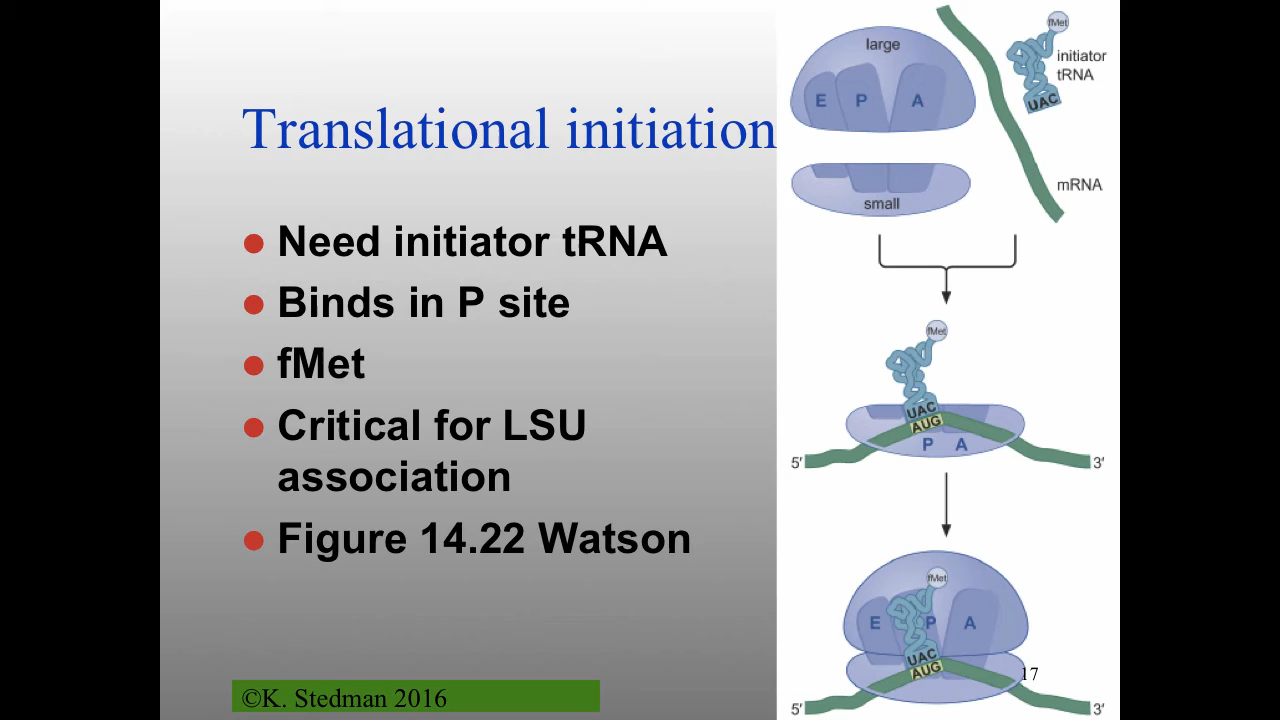 Translational initiation
Need initiator tRNA
Binds in P site
fMet
Critical for LSU
association
Figure 14.22 Watson
©K. Stedman 2016
large
E P A
small
fMet
initiator
tRNA
UAC
mRNA
fMet
UAC
AUG
P A
5′ 3′
fMet
E P A
UAC
AUG
17
5′ 3′